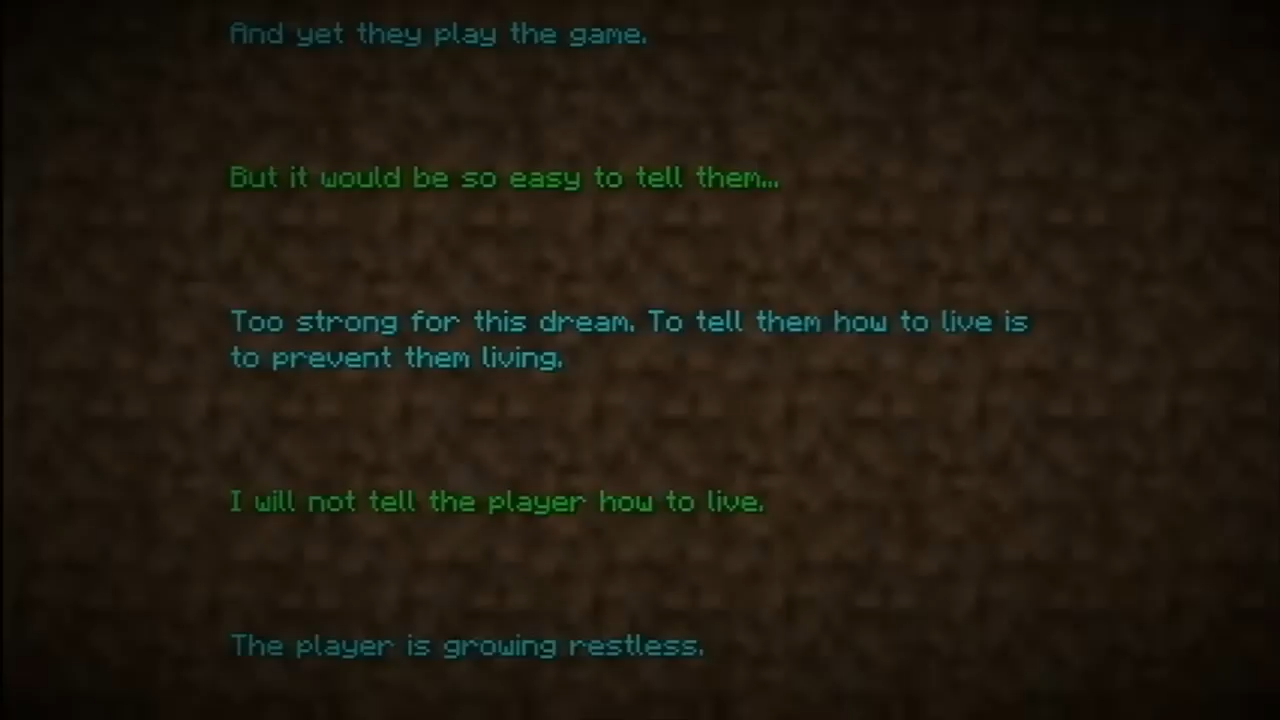 And yet they play the game.
But it would be so easy to tell them...
Too strong for this dream. To tell them how to live is
to prevent them living.
I will not tell the player how to live.
The player is growing restless.